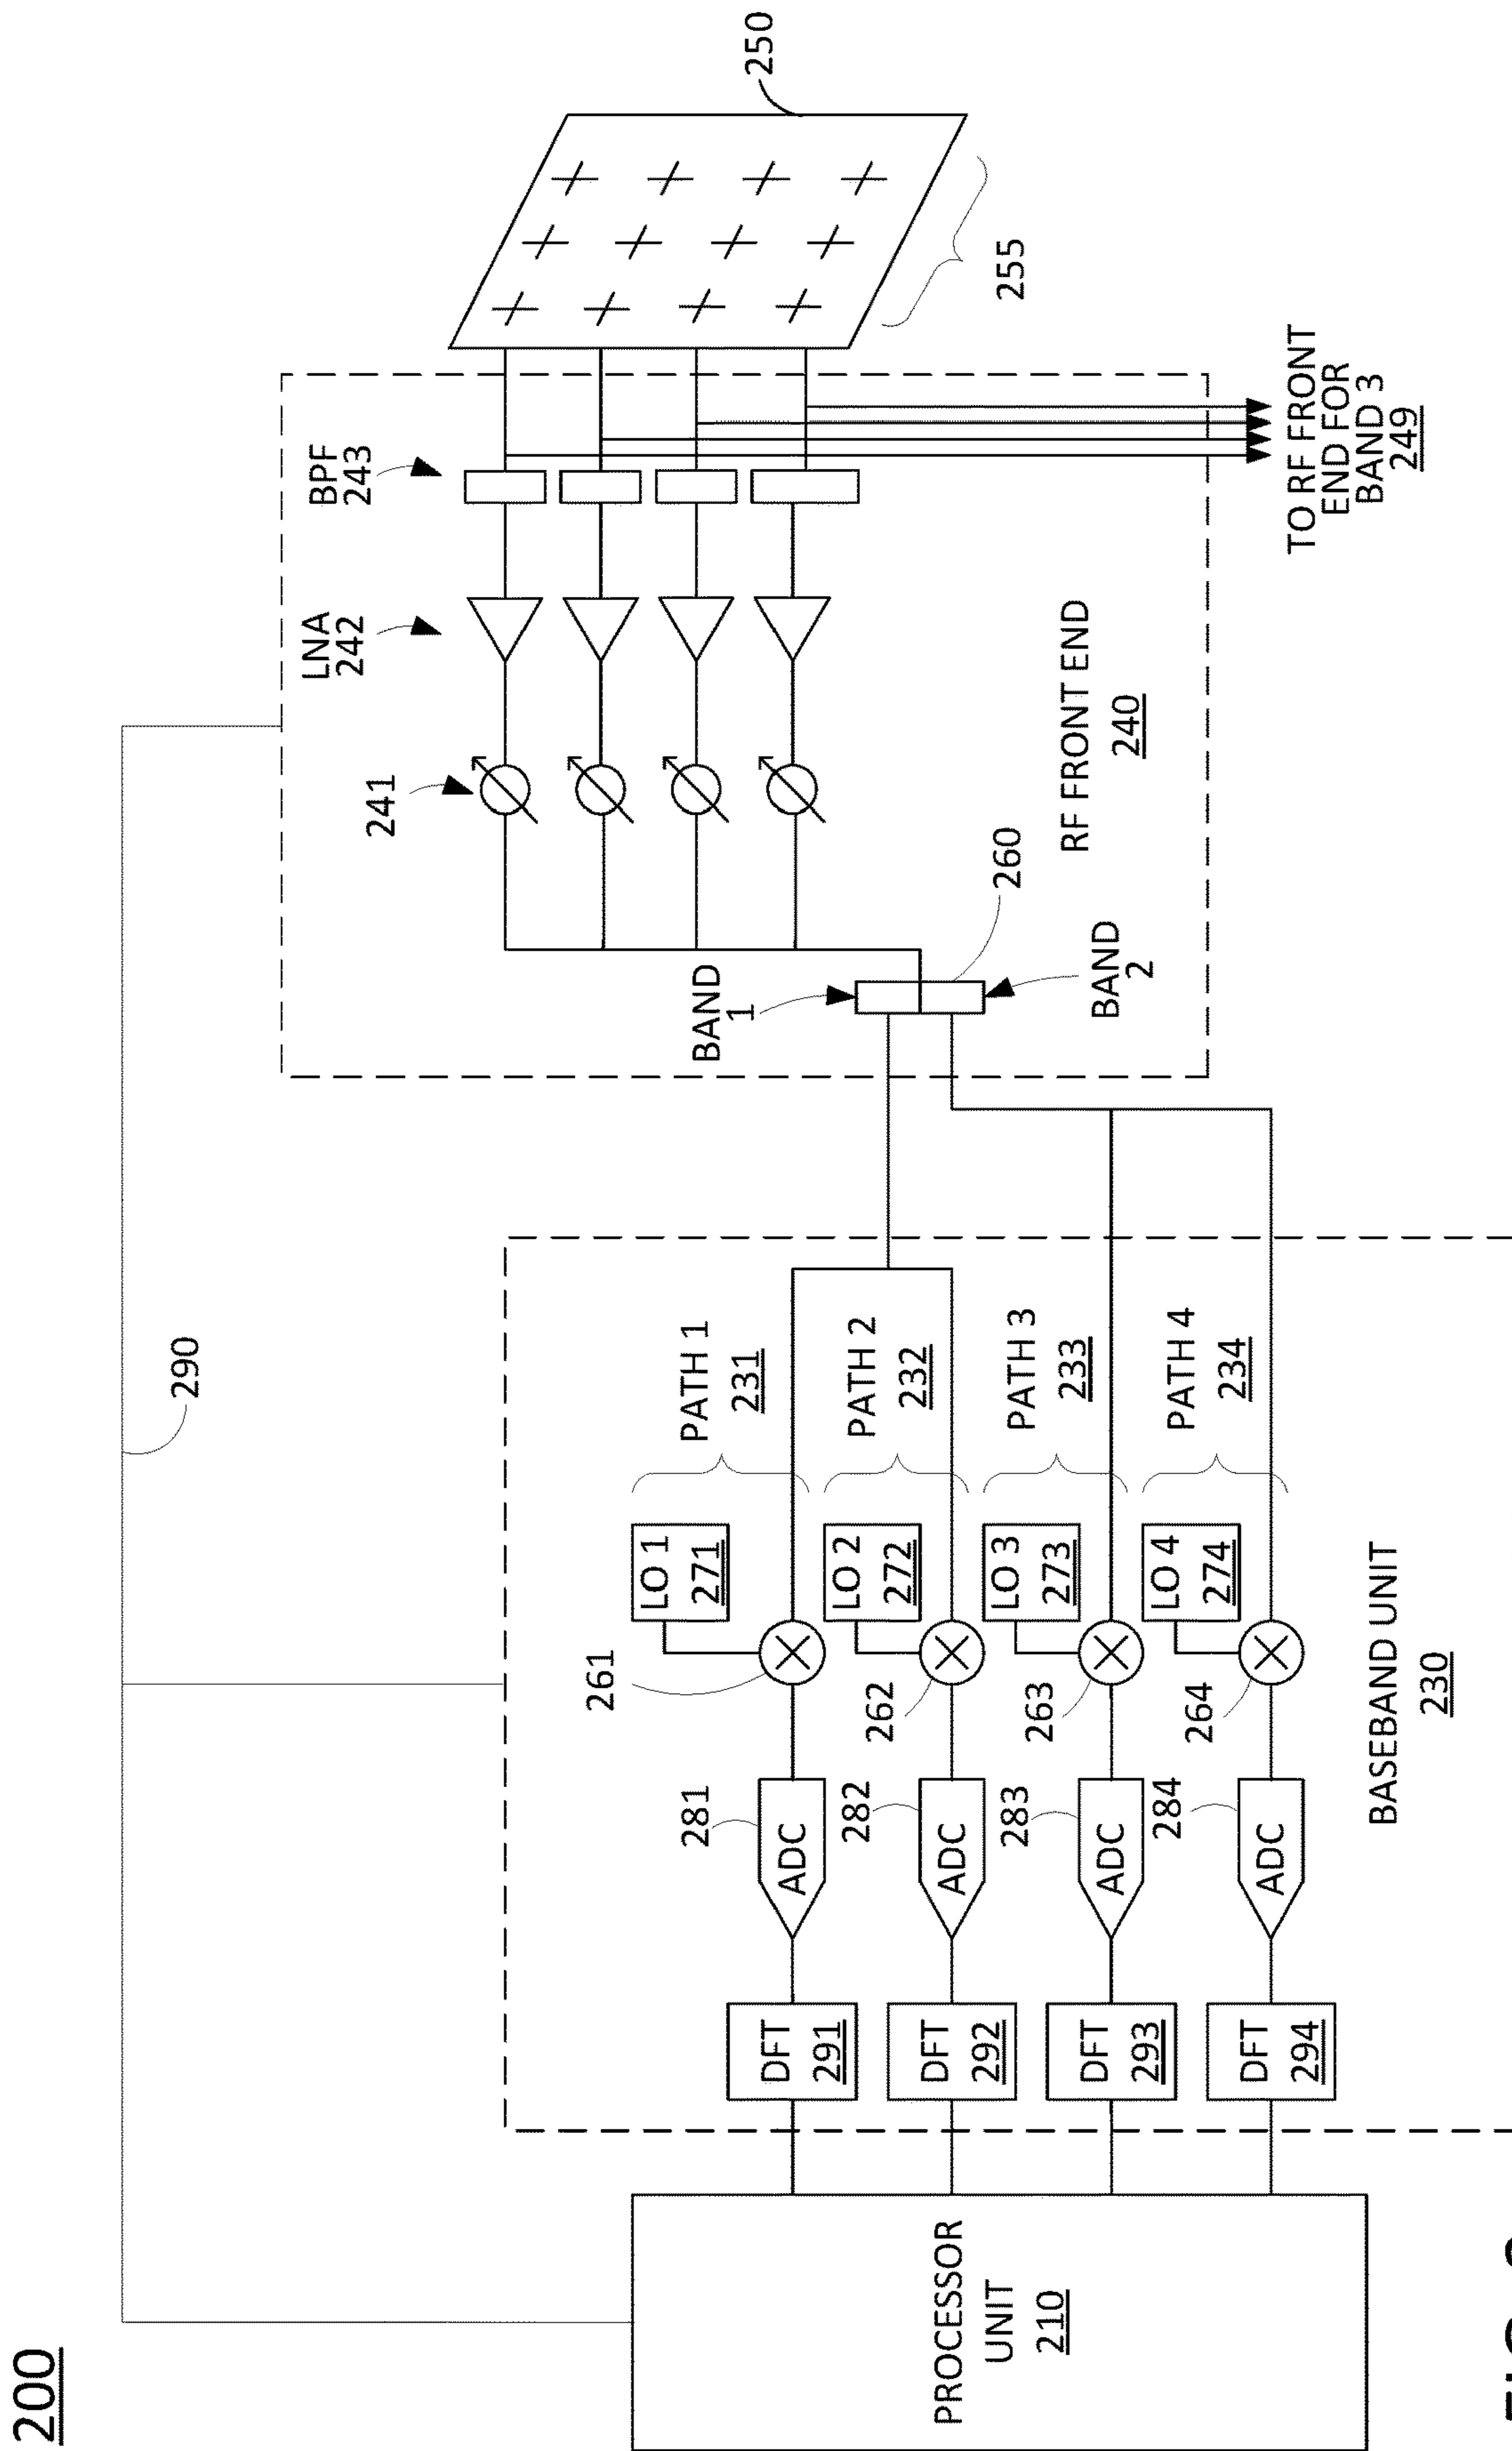 200
290
250
255
BPF
243
LNA
242
241
BAND
1
BAND
2
260
RF FRONT END
240
TO RF FRONT
END FOR
BAND 3
249
PATH 1
231
PATH 2
232
PATH 3
233
PATH 4
234
LO 1
271
LO 2
272
LO 3
273
LO 4
274
261
262
263
264
281
282
283
284
ADC
ADC
ADC
ADC
DFT
291
DFT
292
DFT
293
DFT
294
BASEBAND UNIT
230
PROCESSOR
UNIT
210